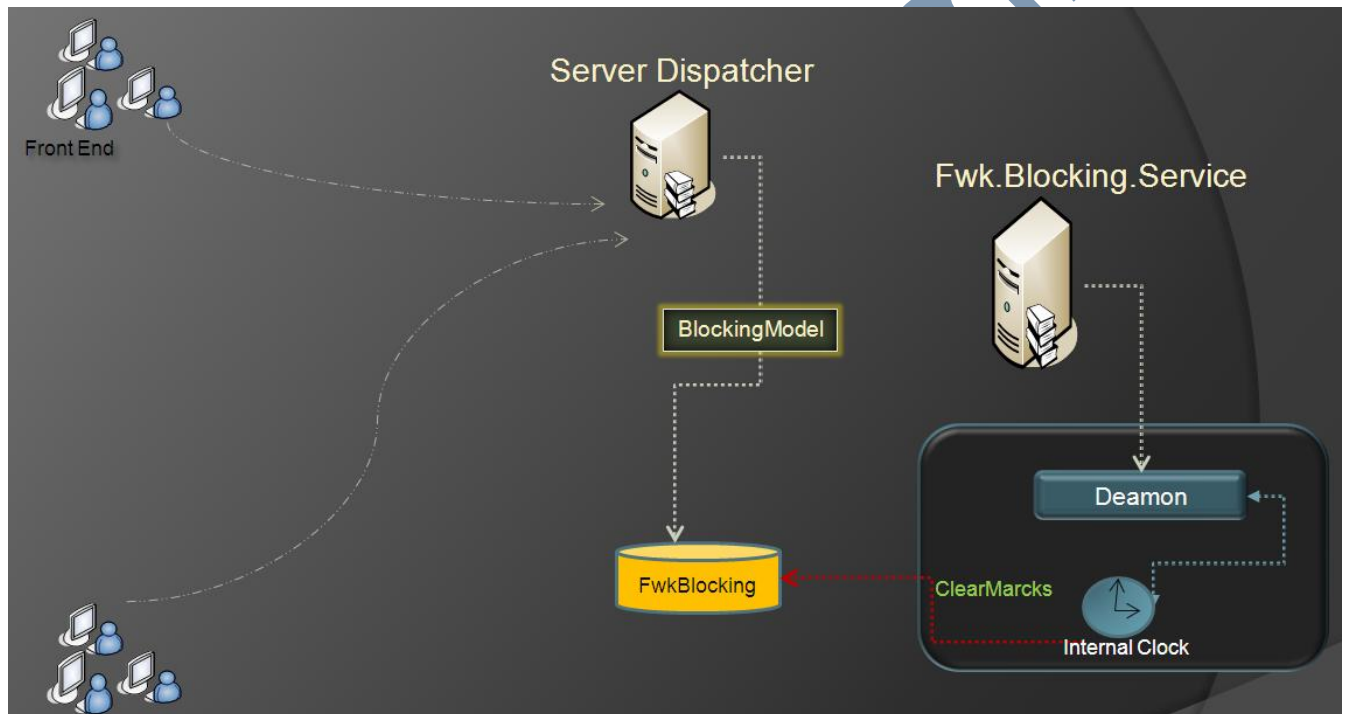 Server Dispatcher
Front End
Fwk.Blocking.Service
BlockingModel
Deamon
FwkBlocking
ClearMarcks
Internal Clock